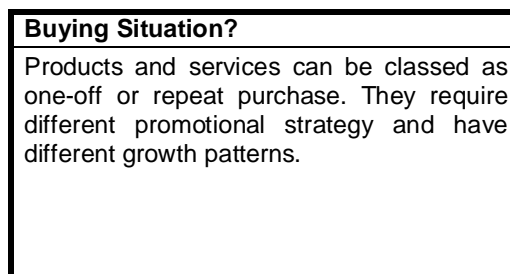 Buying Situation?
Products and services can be classed as
one-off or repeat purchase. They require
different promotional strategy and have
different growth patterns.